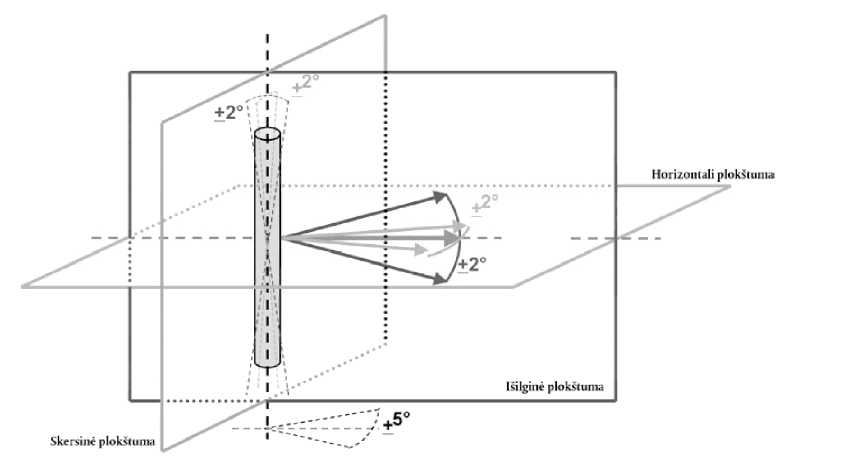 ±2°
±2°
Horizontali plokštuma
±2°
±2°
Išilginė plokštuma
±5°
Skersinė plokštuma